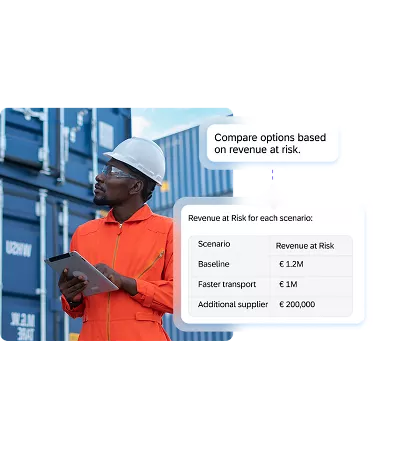 Compare options based
on revenue at risk.
Revenue at Risk for each scenario:
Scenario Revenue at Risk
Baseline € 1.2M
Faster transport € 1M
Additional supplier € 200,000